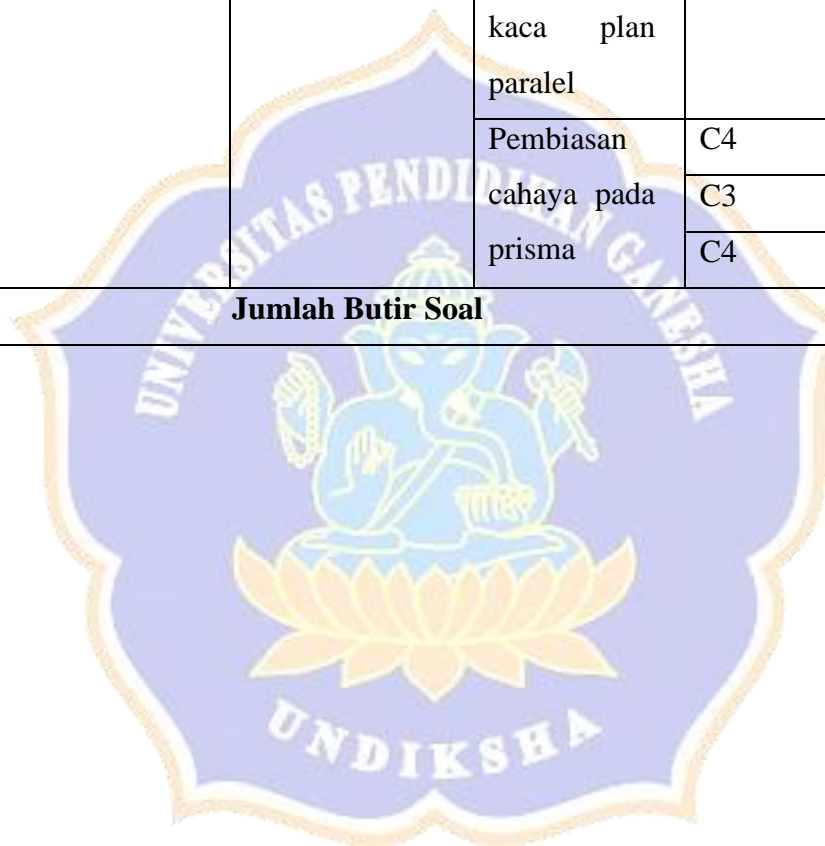 kaca plan
paralel
Pembiasan C4
cahaya pada C3
prisma C4
Jumlah Butir Soal
UNIVERSITAS PENDIDIKAN GANESHA
UNDIKSHA